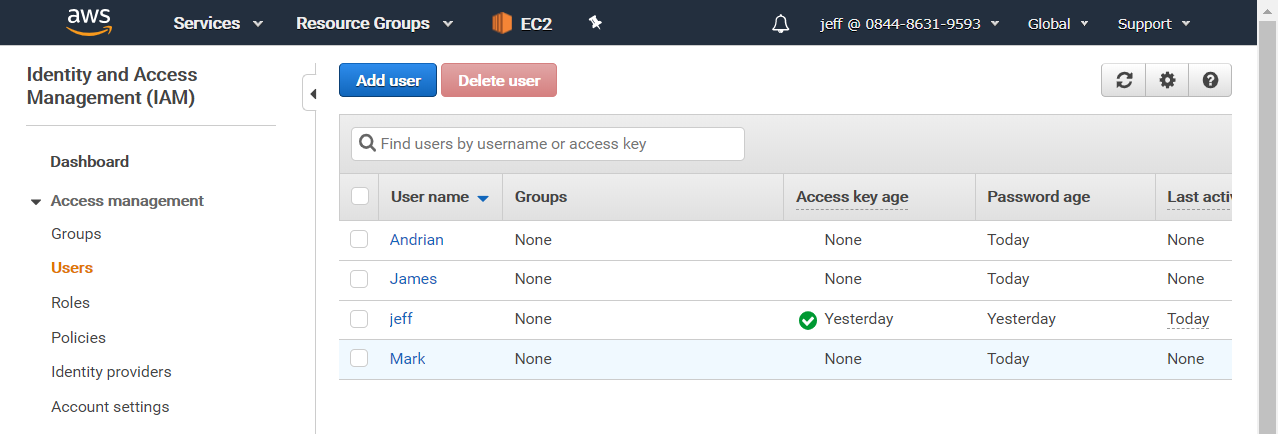 aws Services Resource Groups EC2 jeff @ 0844-8631-9593 Global Support
Identity and Access
Management (IAM)
Dashboard
Access management
Groups
Users
Roles
Policies
Identity providers
Account settings
Add user Delete user
Find users by username or access key
User name Groups Access key age Password age Last activ
Andrian None None Today None
James None None Today None
jeff None Yesterday Yesterday Today
Mark None None Today None